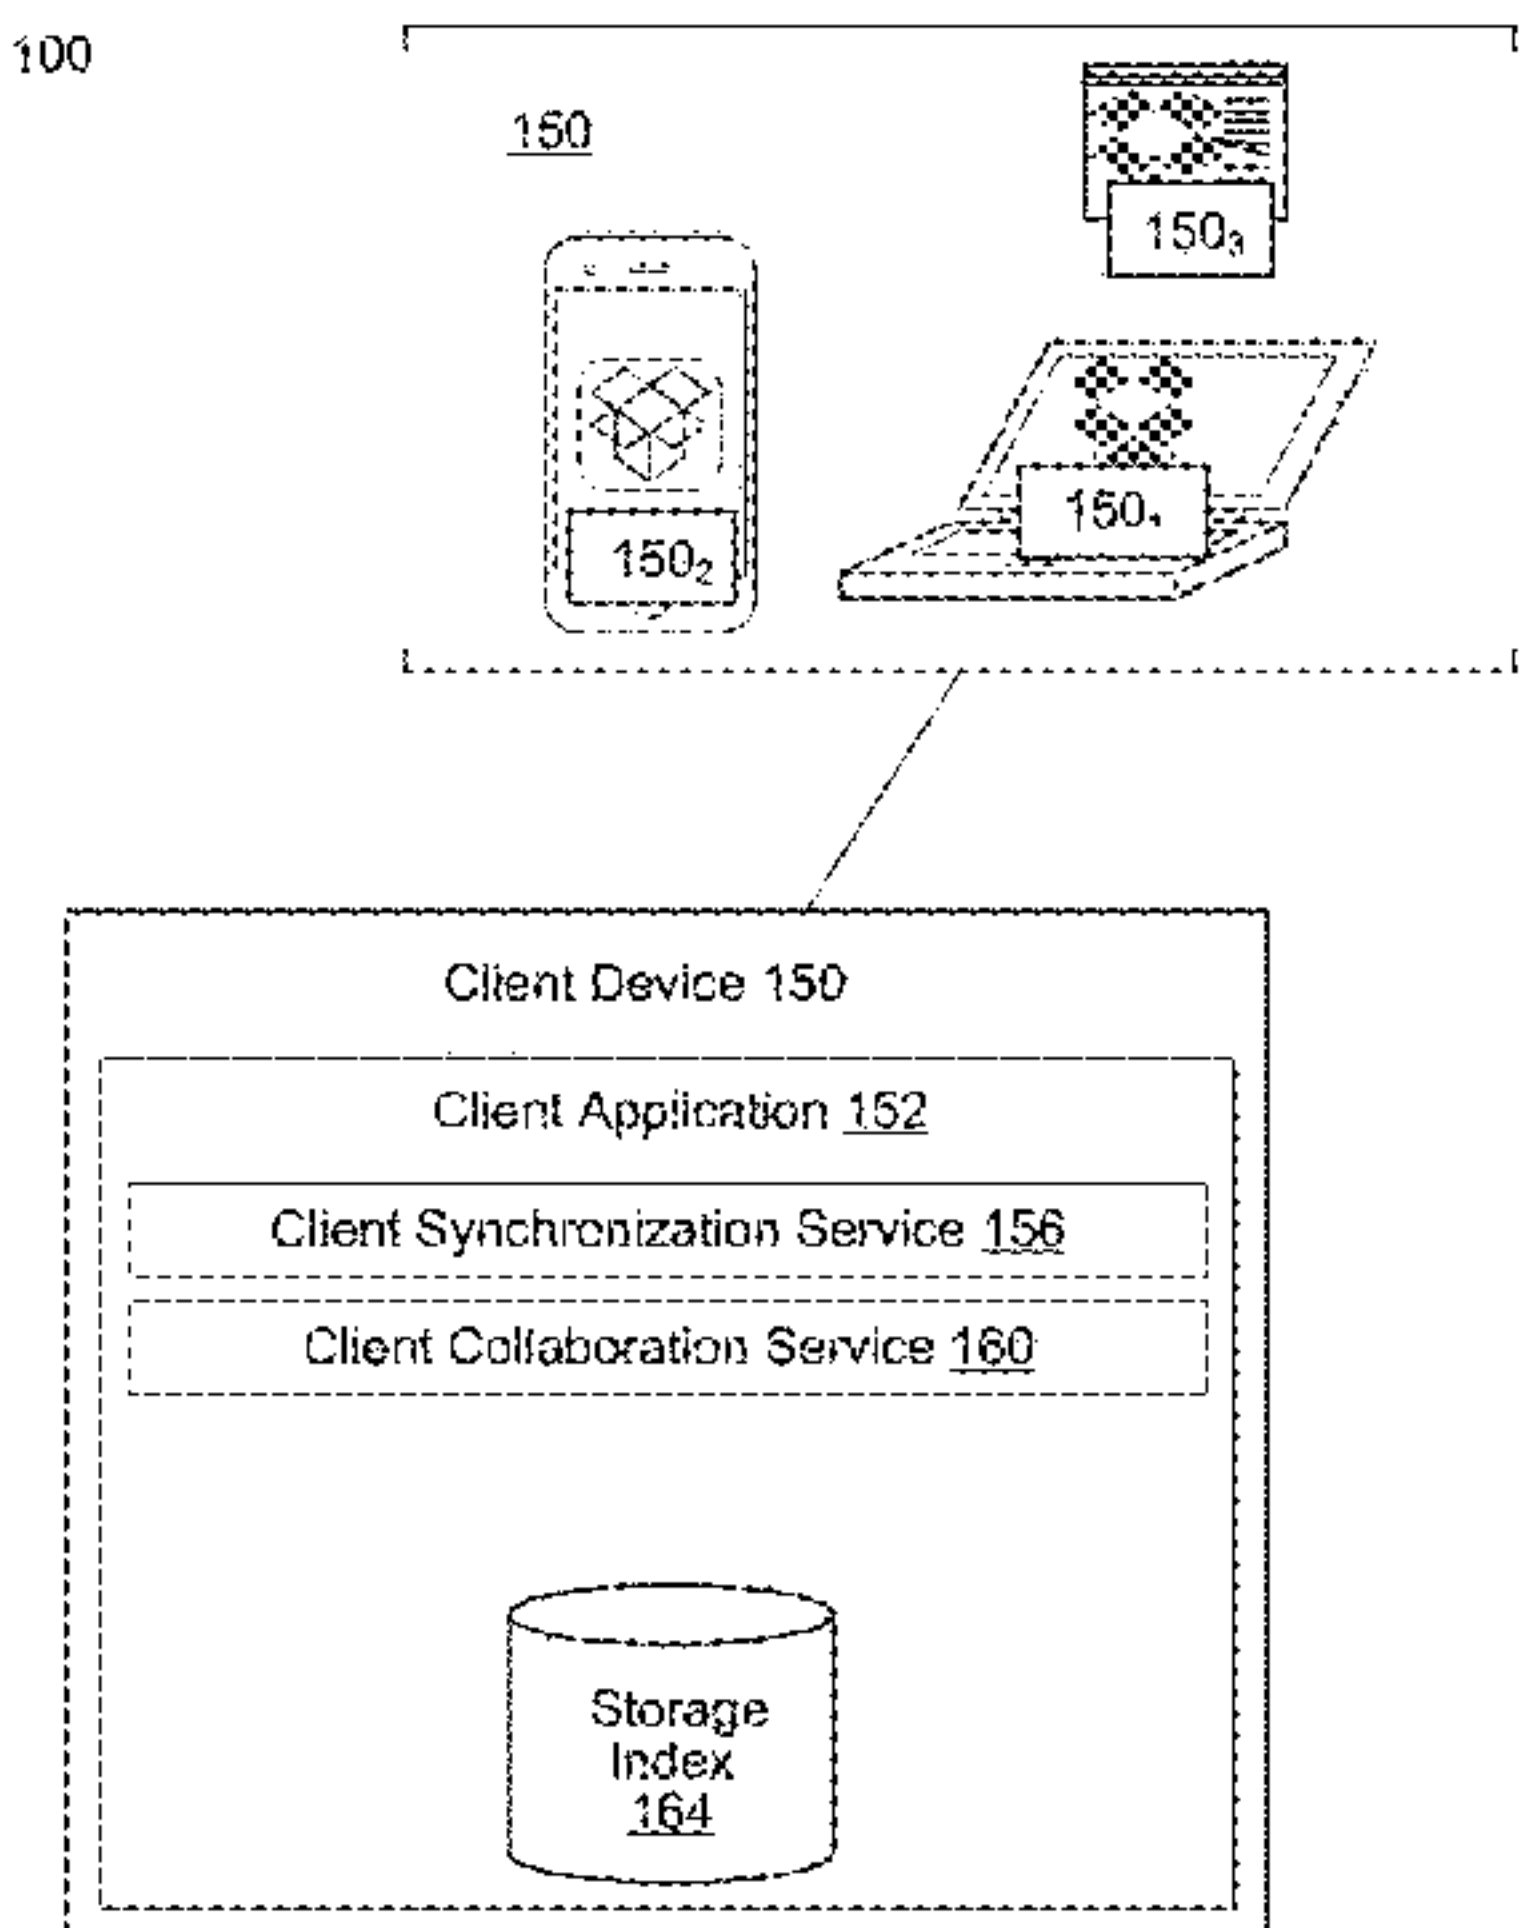 100
150
150₃
150₁
150₂
Client Device 150
Client Application 152
Client Synchronization Service 156
Client Collaboration Service 160
Storage
Index
164